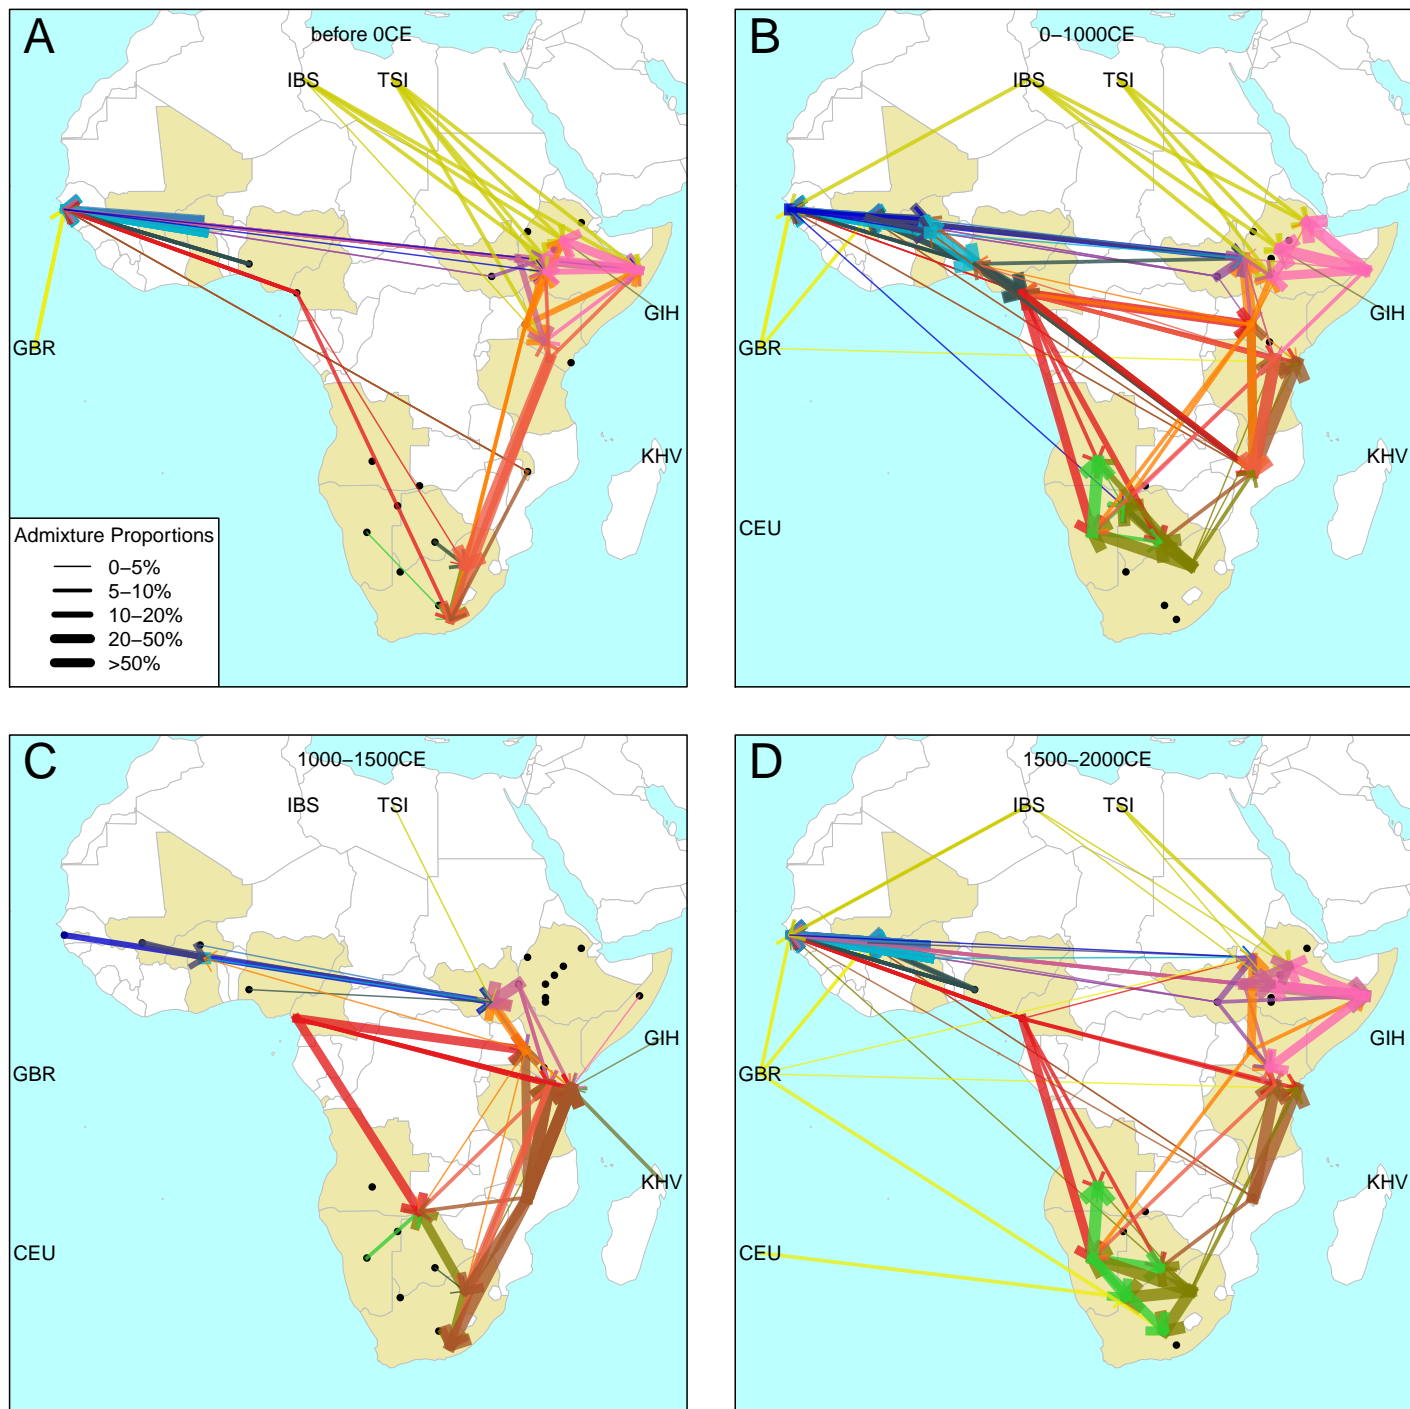 A
before 0CE
IBS TSI
GIH
GBR
KHV
Admixture Proportions
0−5%
5−10%
10−20%
20−50%
>50%
B
0−1000CE
IBS TSI
GIH
GBR
KHV
CEU
C
1000−1500CE
IBS TSI
GIH
GBR
KHV
CEU
D
1500−2000CE
IBS TSI
GIH
GBR
KHV
CEU